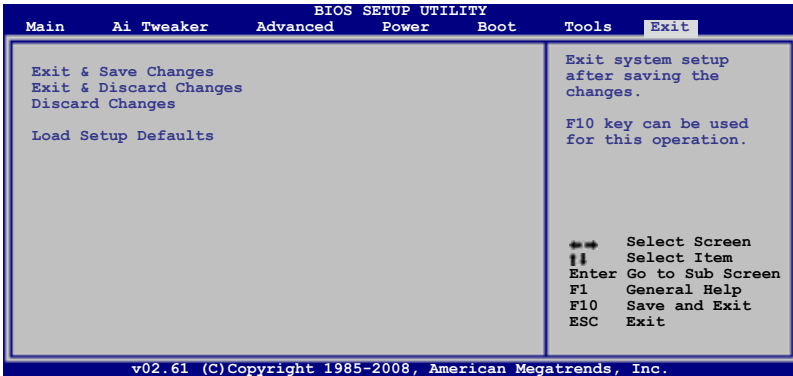 BIOS SETUP UTILITY
Main Ai Tweaker Advanced Power Boot Tools Exit
Exit & Save Changes
Exit & Discard Changes
Discard Changes
Load Setup Defaults
Exit system setup
after saving the
changes.
F10 key can be used
for this operation.
←→ Select Screen
↑↓ Select Item
Enter Go to Sub Screen
F1 General Help
F10 Save and Exit
ESC Exit
v02.61 (C)Copyright 1985-2008, American Megatrends, Inc.